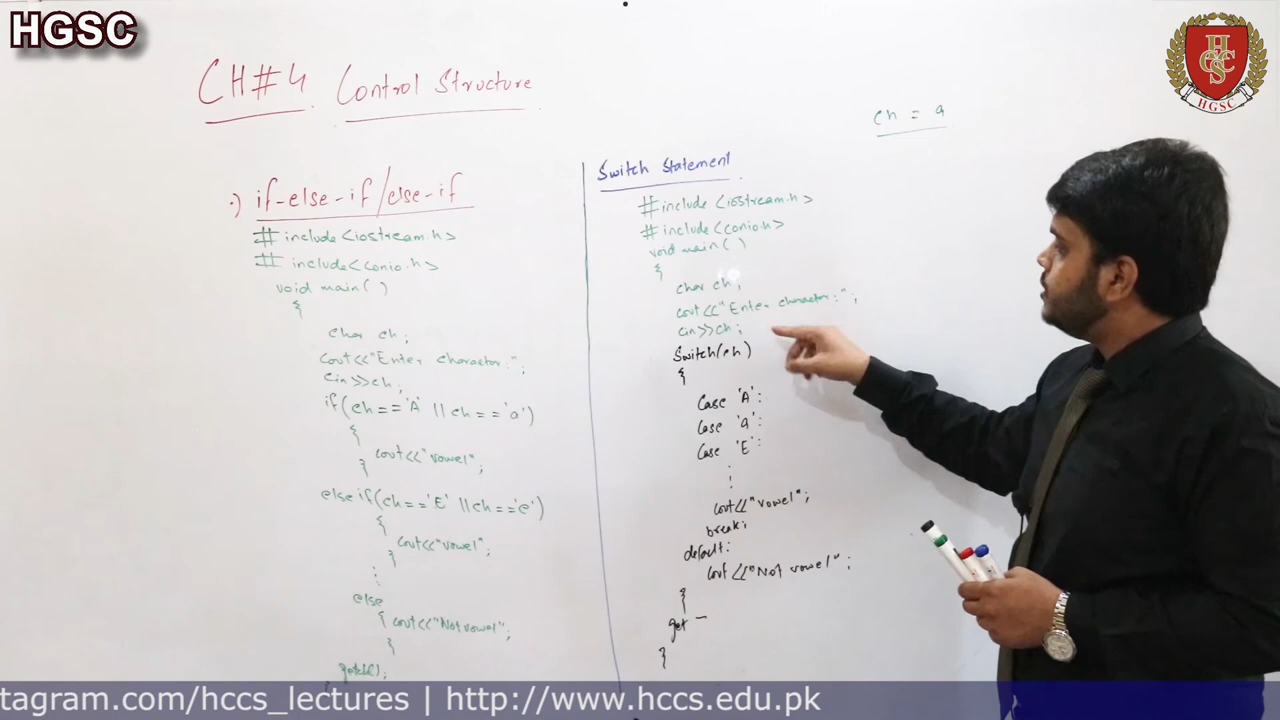 HGSC
HGSC
CH#4 Control Structure
ch = a
•) if-else-if/else-if
#include<iostream.h>
#include<conio.h>
void main( )
{
char ch;
cout<<"Enter character:";
cin>>ch;
if(ch=='A' ||ch=='a')
{
cout<<"vowel";
}
else if(ch=='E' ||ch=='e')
{
cout<<"vowel";
}
:
else
{ cout<<"Not vowel";
}
getch();
Switch Statement
#include<iostream.h>
#include<conio.h>
void main( )
{
char ch;
cout<<"Enter character:";
cin>>ch;
Switch(ch)
{
Case 'A':
Case 'a':
Case 'E':
:
cout<<"vowel";
break;
default:
cout<<"Not vowel";
}
get —
}
tagram.com/hccs_lectures | http://www.hccs.edu.pk